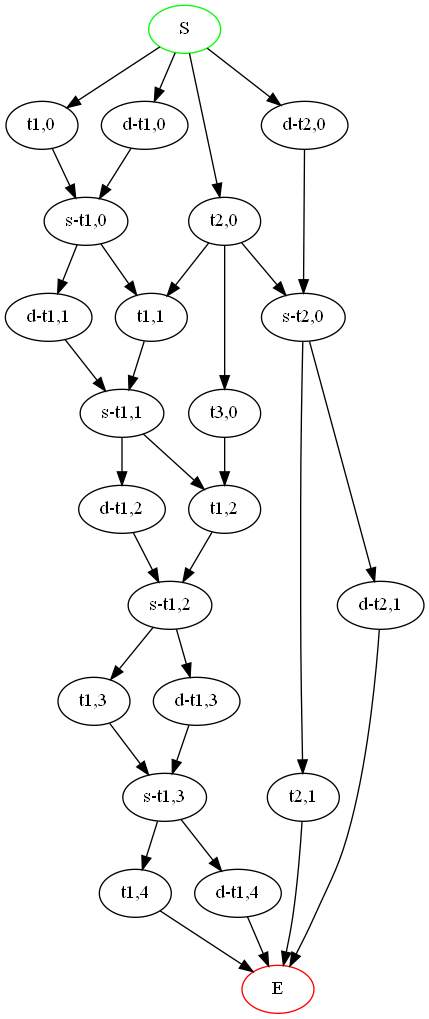 S
t1,0
d-t1,0
d-t2,0
s-t1,0
t2,0
d-t1,1
t1,1
s-t2,0
s-t1,1
t3,0
d-t1,2
t1,2
s-t1,2
d-t2,1
t1,3
d-t1,3
s-t1,3
t2,1
t1,4
d-t1,4
E